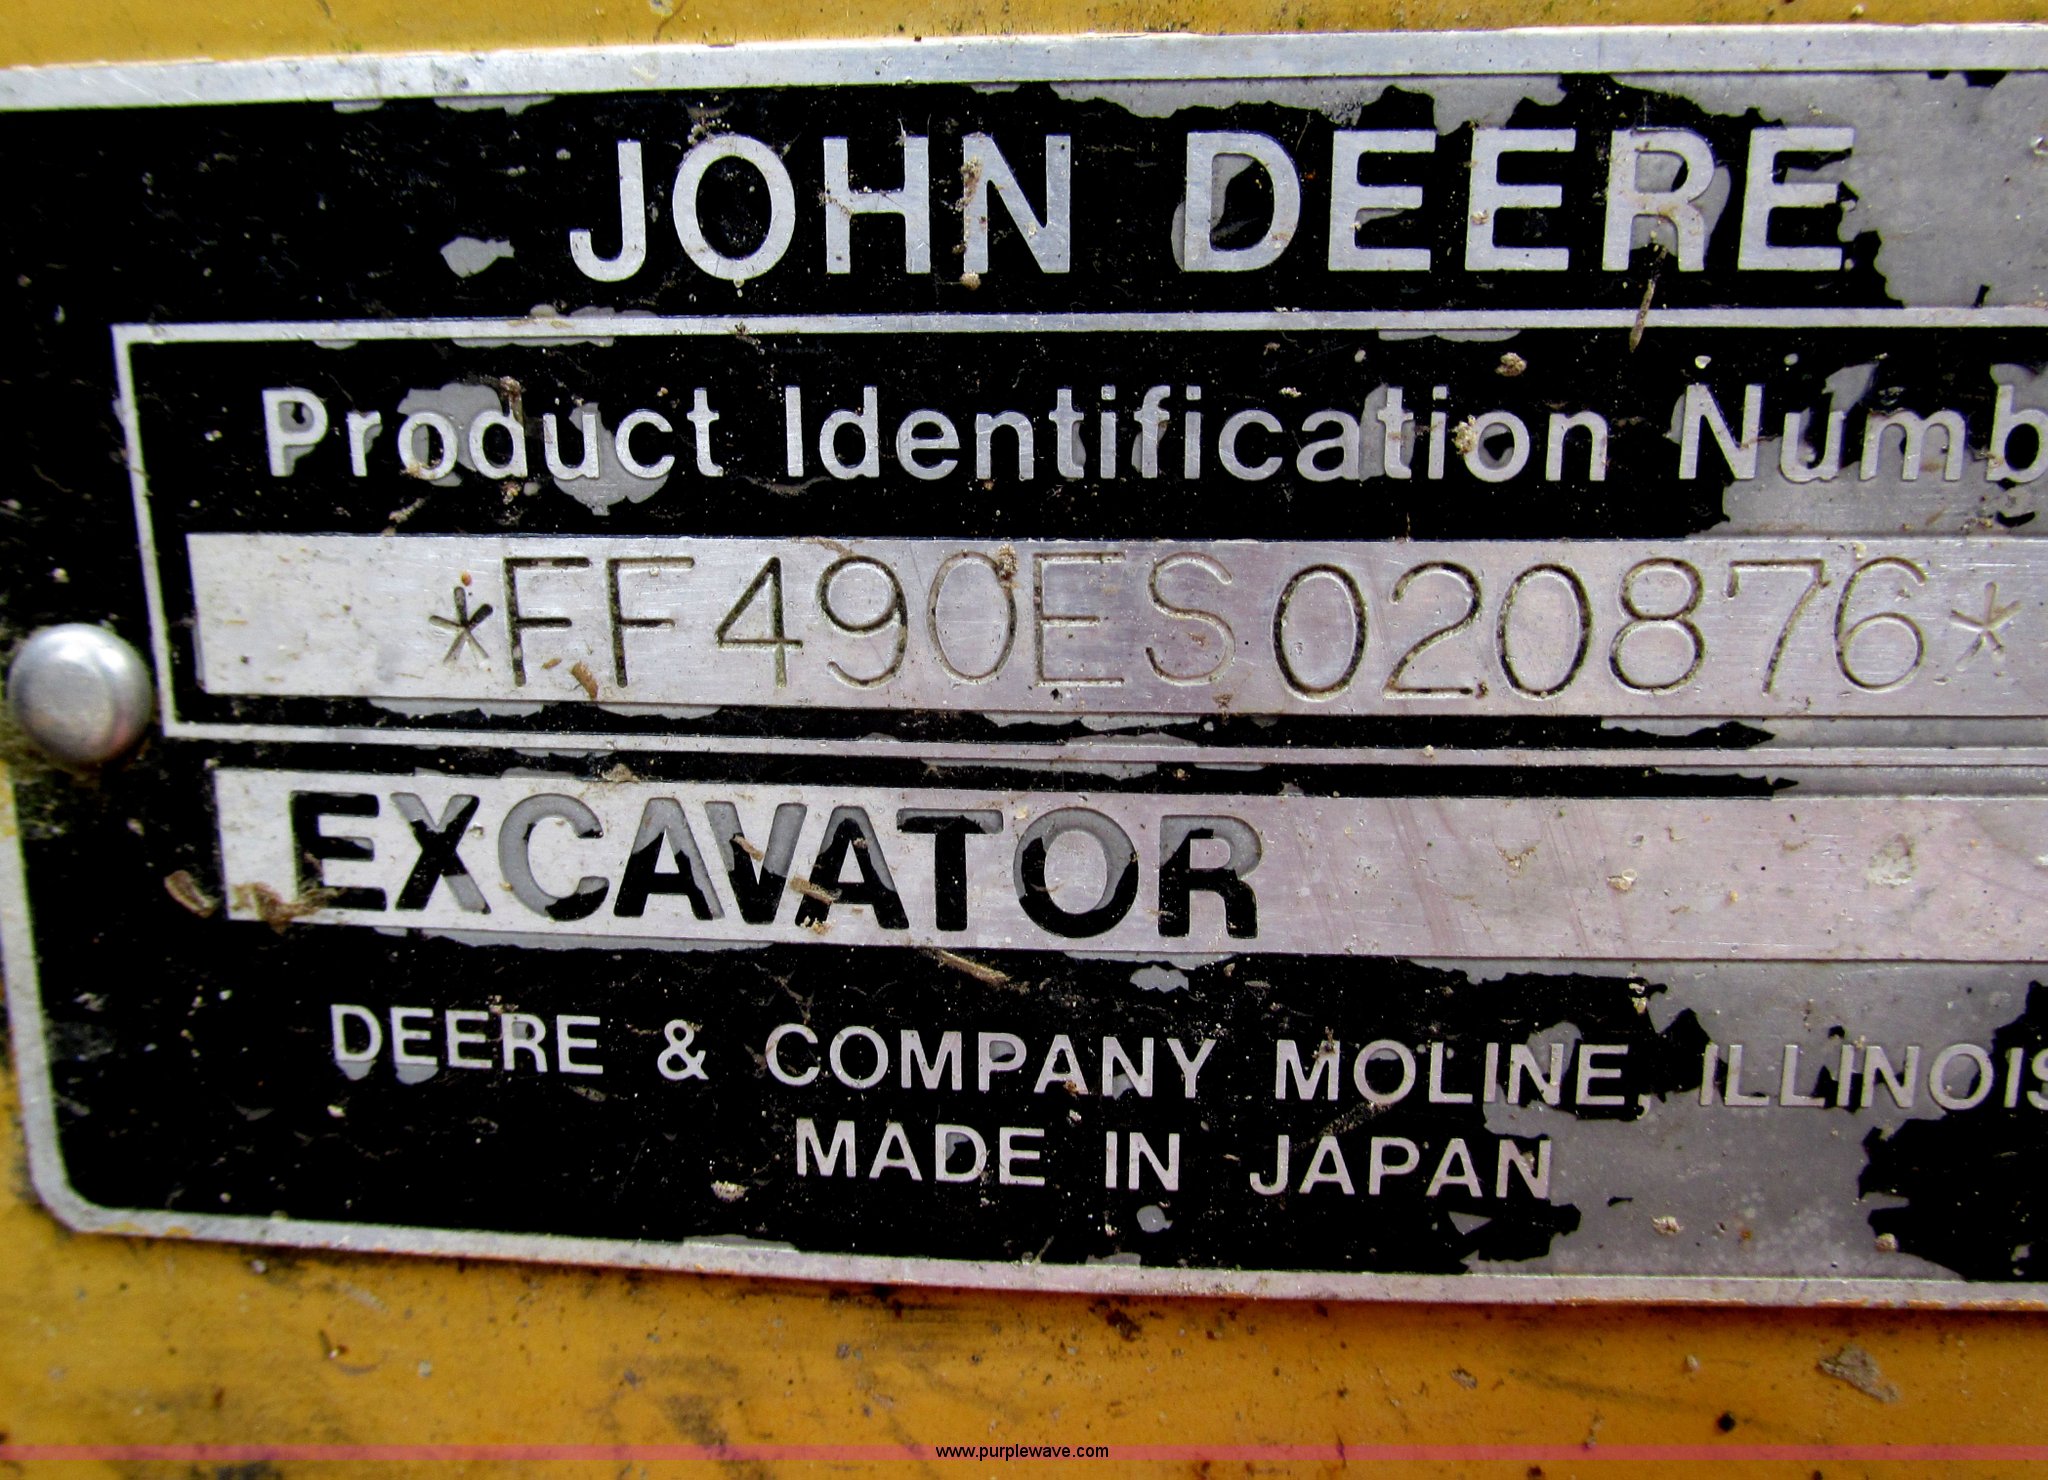 JOHN DEERE
Product Identification Numb
*FF490ES020876*
EXCAVATOR
DEERE & COMPANY MOLINE, ILLINOIS
MADE IN JAPAN
www.purplewave.com